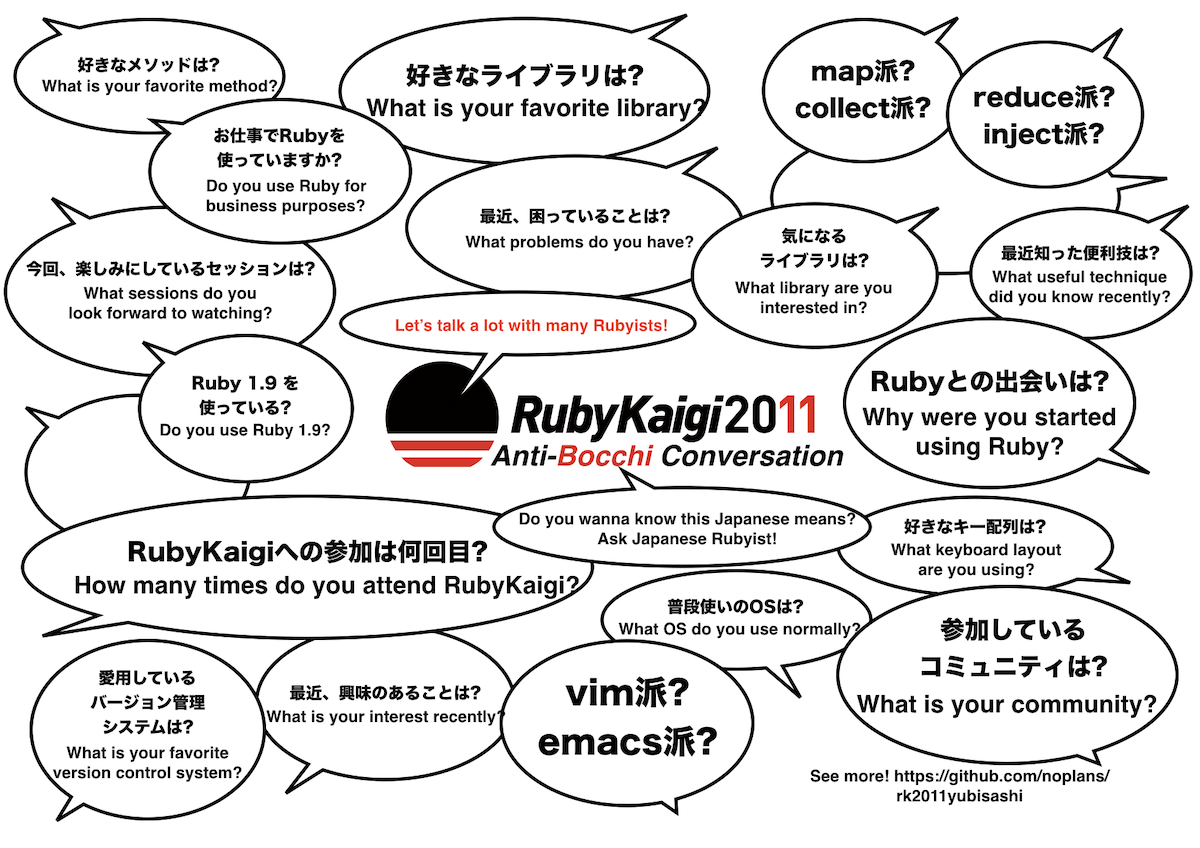 好きなメソッドは?
What is your favorite method?
好きなライブラリは?
What is your favorite library?
map派?
collect派?
reduce派?
inject派?
お仕事でRubyを
使っていますか?
Do you use Ruby for
business purposes?
最近、困っていることは?
What problems do you have?
気になる
ライブラリは?
What library are you
interested in?
最近知った便利技は?
What useful technique
did you know recently?
今回、楽しみにしているセッションは?
What sessions do you
look forward to watching?
Let's talk a lot with many Rubyists!
Ruby 1.9 を
使っている?
Do you use Ruby 1.9?
RubyKaigi2011
Anti-Bocchi Conversation
Rubyとの出会いは?
Why were you started
using Ruby?
RubyKaigiへの参加は何回目?
How many times do you attend RubyKaigi?
Do you wanna know this Japanese means?
Ask Japanese Rubyist!
好きなキー配列は?
What keyboard layout
are you using?
普段使いのOSは?
What OS do you use normally?
参加している
コミュニティは?
What is your community?
愛用している
バージョン管理
システムは?
What is your favorite
version control system?
最近、興味のあることは?
What is your interest recently?
vim派?
emacs派?
See more! https://github.com/noplans/
rk2011yubisashi